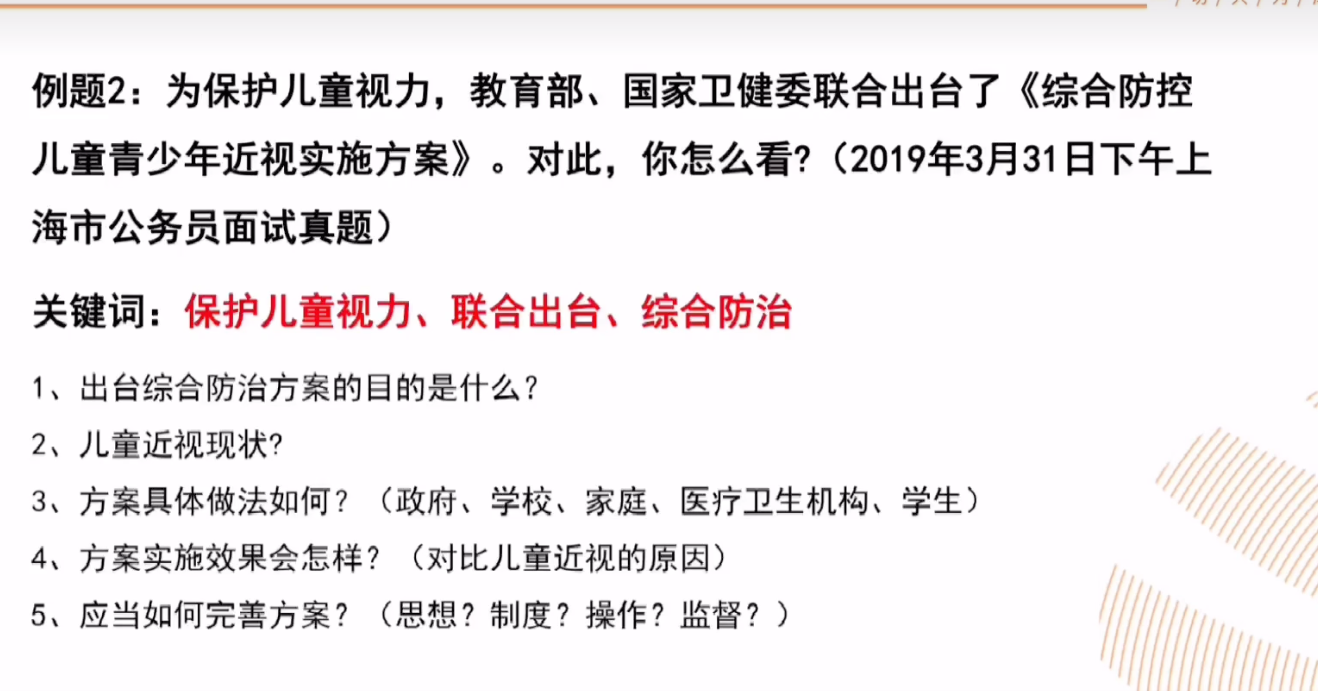 例题2：为保护儿童视力，教育部、国家卫健委联合出台了《综合防控
儿童青少年近视实施方案》。对此，你怎么看?（2019年3月31日下午上
海市公务员面试真题）
关键词：保护儿童视力、联合出台、综合防治
1、出台综合防治方案的目的是什么?
2、儿童近视现状?
3、方案具体做法如何?（政府、学校、家庭、医疗卫生机构、学生）
4、方案实施效果会怎样?（对比儿童近视的原因）
5、应当如何完善方案?（思想?制度?操作?监督?）